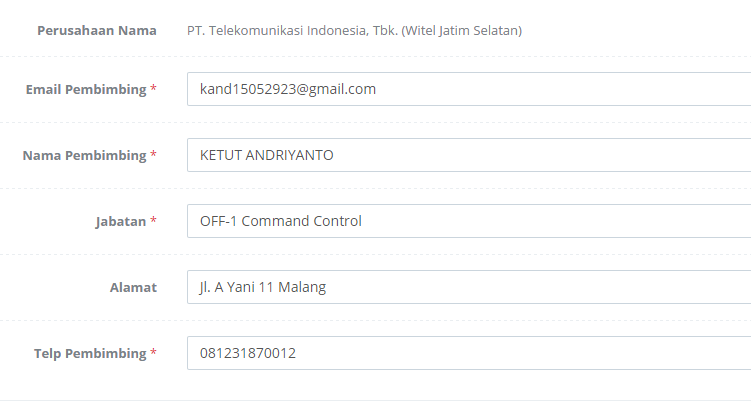 Perusahaan Nama PT. Telekomunikasi Indonesia, Tbk. (Witel Jatim Selatan)
Email Pembimbing * kand15052923@gmail.com
Nama Pembimbing * KETUT ANDRIYANTO
Jabatan * OFF-1 Command Control
Alamat Jl. A Yani 11 Malang
Telp Pembimbing * 081231870012